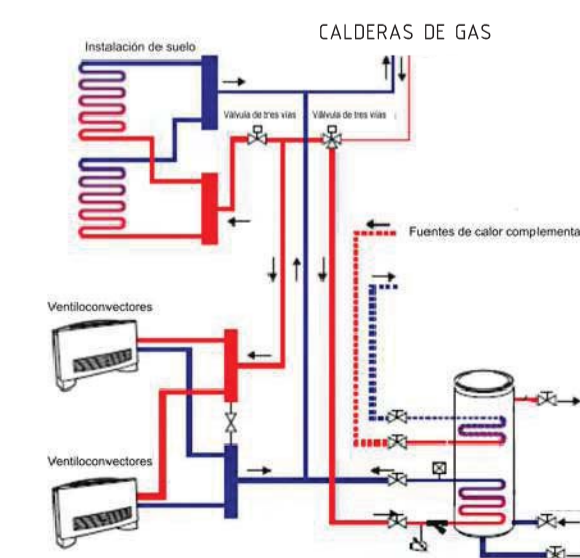 CALDERAS DE GAS
Instalación de suelo
Válvula de tres vías
Válvula de tres vías
Fuentes de calor complementa
Ventiloconvectores
Ventiloconvectores